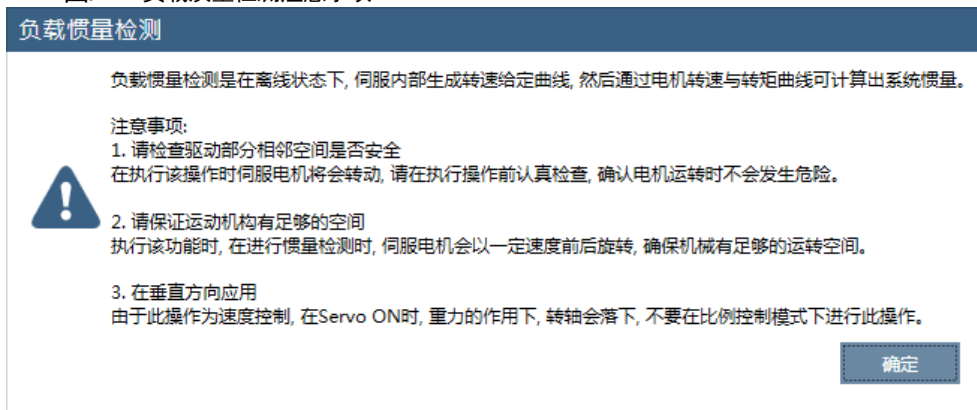 负载惯量检测
负载惯量检测是在离线状态下, 伺服内部生成转速给定曲线, 然后通过电机转速与转矩曲线可计算出系统惯量。
注意事项:
1. 请检查驱动部分相邻空间是否安全
在执行该操作时伺服电机将会转动, 请在执行操作前认真检查, 确认电机运转时不会发生危险。
2. 请保证运动机构有足够的空间
执行该功能时, 在进行惯量检测时, 伺服电机会以一定速度前后旋转, 确保机械有足够的运转空间。
3. 在垂直方向应用
由于此操作为速度控制, 在Servo ON时, 重力的作用下, 转轴会落下, 不要在比例控制模式下进行此操作。
确定